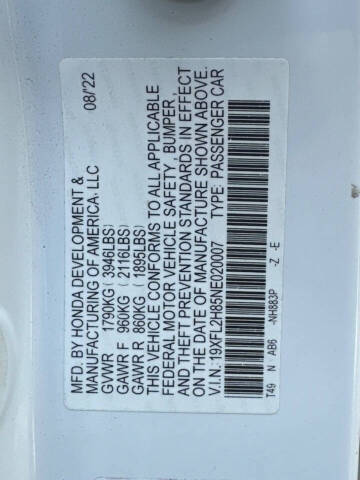 MFD. BY HONDA DEVELOPMENT & 08/22
MANUFACTURING OF AMERICA, LLC
GVWR 1790KG (3946LBS)
GAWR F 960KG (2116LBS)
GAWR R 860KG (1895LBS)
THIS VEHICLE CONFORMS TO ALL APPLICABLE
FEDERAL MOTOR VEHICLE SAFETY, BUMPER,
AND THEFT PREVENTION STANDARDS IN EFFECT
ON THE DATE OF MANUFACTURE SHOWN ABOVE.
V.I.N.: 19XFL2H85NE020007 TYPE: PASSENGER CAR
T49 N AB6 -NH883P -Z -E